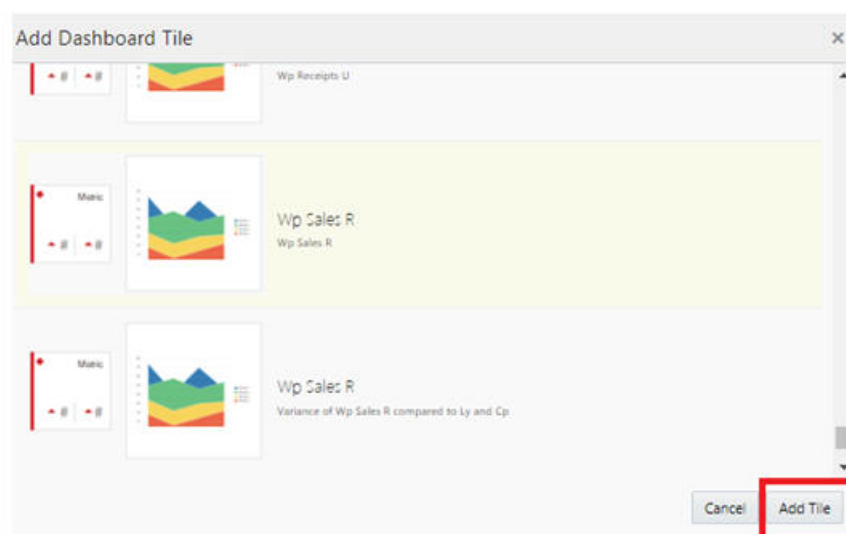 Add Dashboard Tile ×
# #
Wp Receipts U
Metric
# #
Wp Sales R
Wp Sales R
Metric
# #
Wp Sales R
Variance of Wp Sales R compared to Ly and Cp
Cancel Add Tile